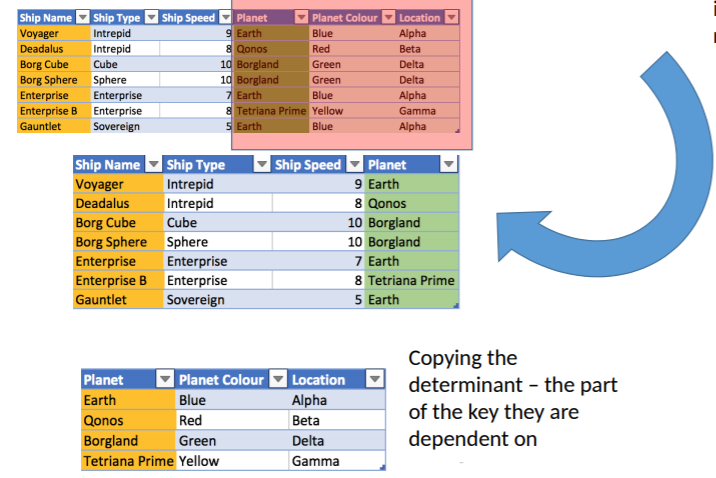 Ship Name Ship Type Ship Speed Planet Planet Colour Location
Voyager Intrepid 9 Earth Blue Alpha
Deadalus Intrepid 8 Qonos Red Beta
Borg Cube Cube 10 Borgland Green Delta
Borg Sphere Sphere 10 Borgland Green Delta
Enterprise Enterprise 7 Earth Blue Alpha
Enterprise B Enterprise 8 Tetriana Prime Yellow Gamma
Gauntlet Sovereign 5 Earth Blue Alpha
Ship Name Ship Type Ship Speed Planet
Voyager Intrepid 9 Earth
Deadalus Intrepid 8 Qonos
Borg Cube Cube 10 Borgland
Borg Sphere Sphere 10 Borgland
Enterprise Enterprise 7 Earth
Enterprise B Enterprise 8 Tetriana Prime
Gauntlet Sovereign 5 Earth
Copying the
determinant – the part
of the key they are
dependent on
Planet Planet Colour Location
Earth Blue Alpha
Qonos Red Beta
Borgland Green Delta
Tetriana Prime Yellow Gamma